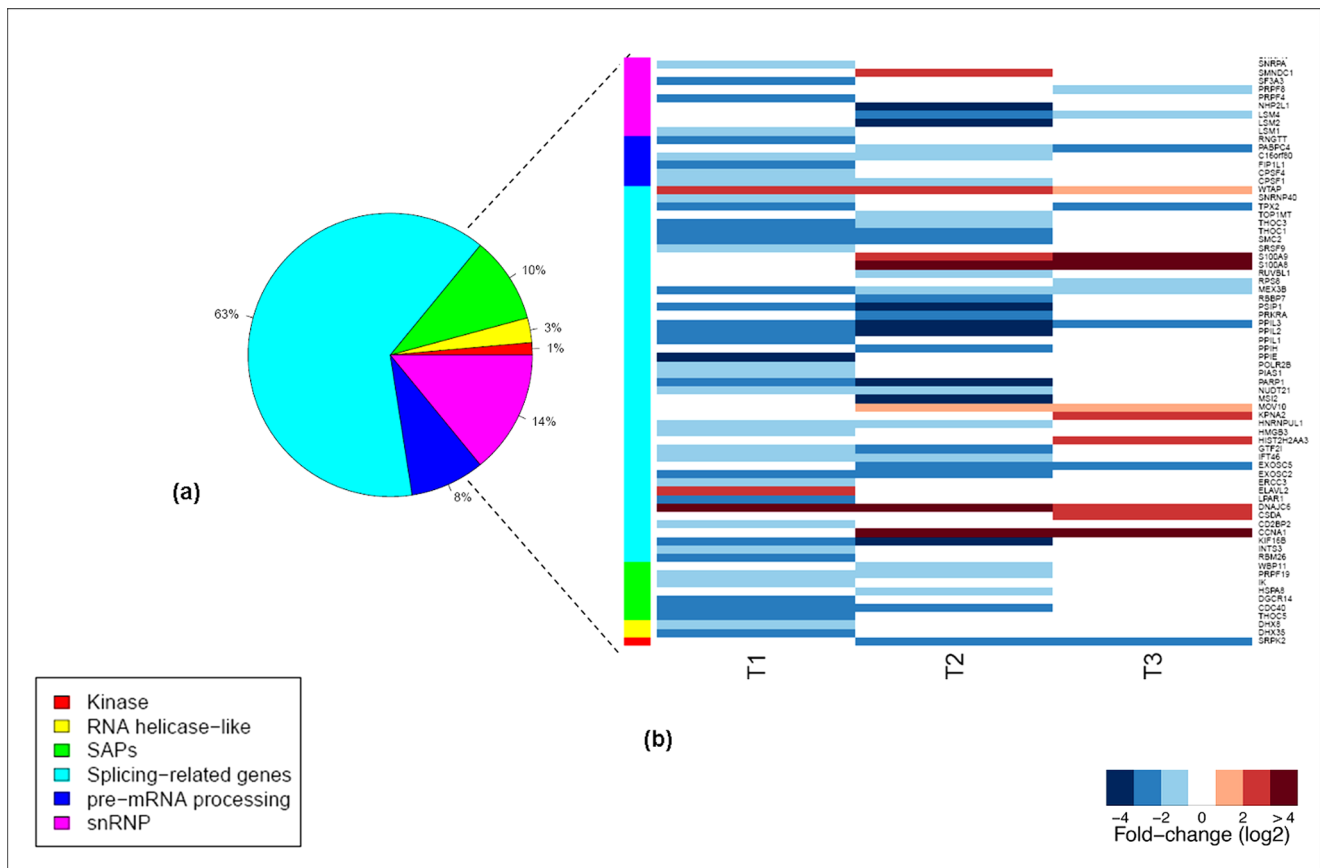 63%
10%
3%
1%
14%
8%
(a)
Kinase
RNA helicase-like
SAPs
Splicing-related genes
pre-mRNA processing
snRNP
SNRPA
SMNDC1
SF3A3
PRPF8
PRPF4
NHP2L1
LSM4
LSM2
LSM1
RNGTT
PABPC4
C16orf80
FIP1L1
CPSF4
CPSF1
WTAP
SNRNP40
TPX2
TOP1MT
THOC3
THOC1
SMC2
SRSF9
S100A9
S100A8
RUVBL1
RPS6
MEX3B
RBBP7
PSIP1
PRKRA
PPIL3
PPIL2
PPIL1
PPIH
PPIE
POLR2B
PIAS1
PARP1
NUDT21
MSI2
MOV10
KPNA2
HNRNPUL1
HMGB3
HIST2H2AA3
GTF2I
IFT46
EXOSC5
EXOSC2
ERCC3
ELAVL2
LPAR1
CSDA
CD2BP2
CCNA1
KIF16B
INTS3
RBM26
WBP11
PRPF19
IK
HSPA8
DGCR14
CDC40
THOC5
DHX35
SRPK2
T1 T2 T3
(b)
-4 -2 0 2 > 4
Fold-change (log2)